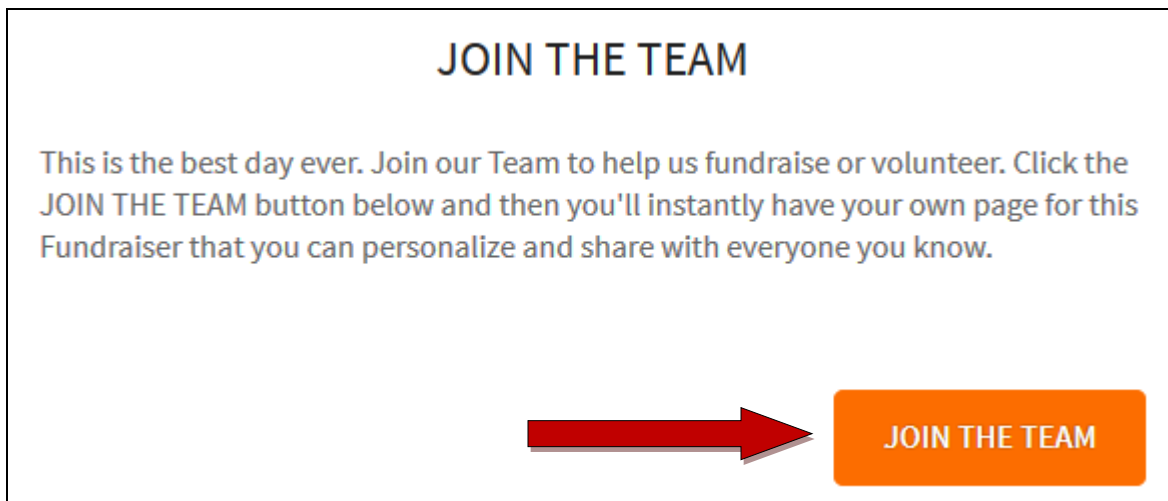 JOIN THE TEAM
This is the best day ever. Join our Team to help us fundraise or volunteer. Click the
JOIN THE TEAM button below and then you'll instantly have your own page for this
Fundraiser that you can personalize and share with everyone you know.
JOIN THE TEAM